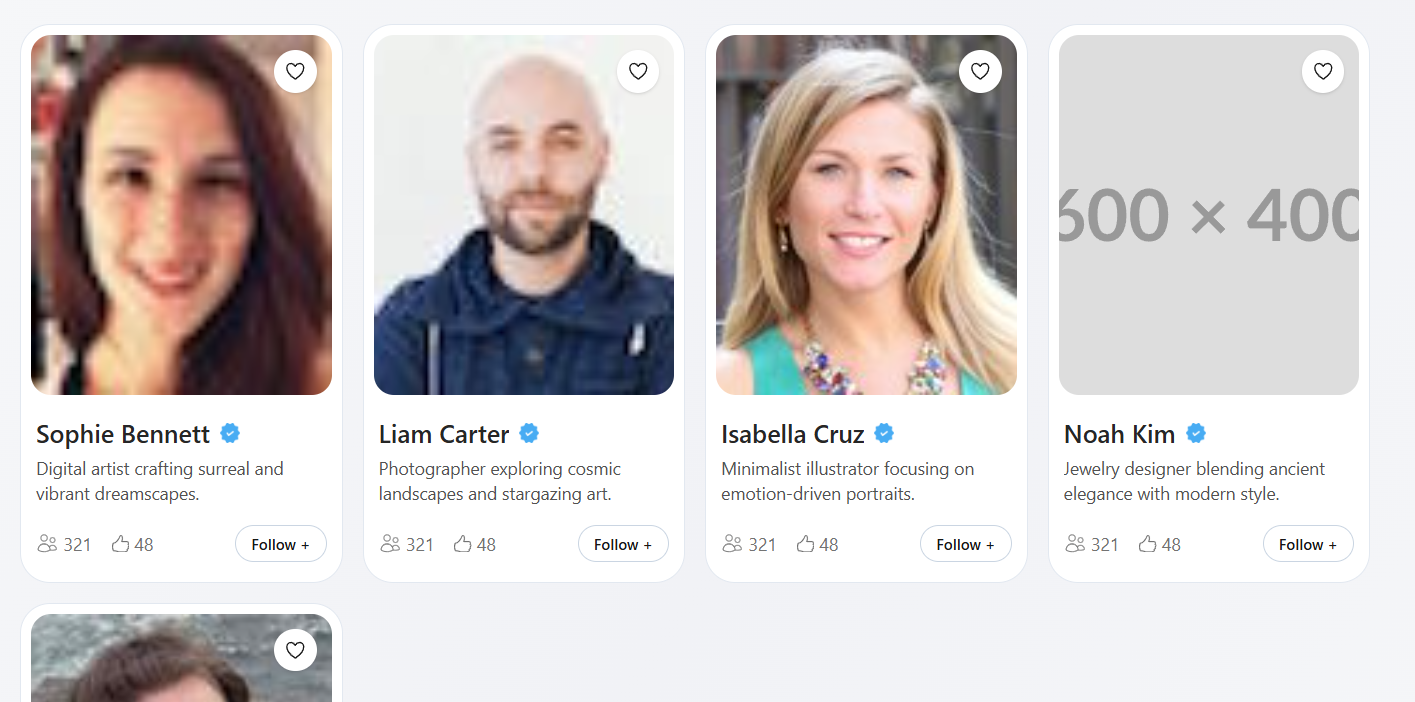 600 × 400
Sophie Bennett
Digital artist crafting surreal and
vibrant dreamscapes.
321 48 Follow +
Liam Carter
Photographer exploring cosmic
landscapes and stargazing art.
321 48 Follow +
Isabella Cruz
Minimalist illustrator focusing on
emotion-driven portraits.
321 48 Follow +
Noah Kim
Jewelry designer blending ancient
elegance with modern style.
321 48 Follow +